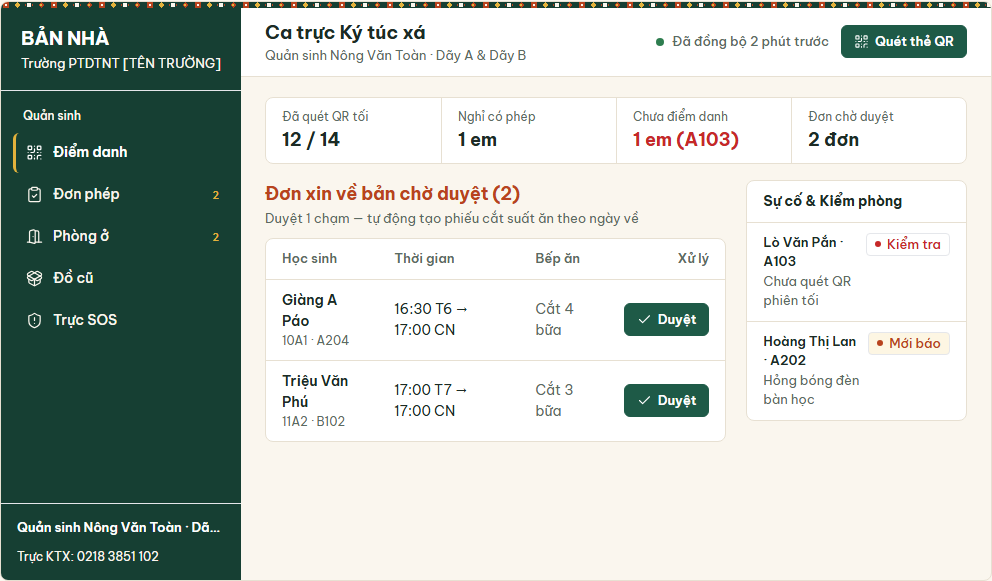 BẢN NHÀ
Trường PTDTNT [TÊN TRƯỜNG]
Quản sinh
Điểm danh
Đơn phép 2
Phòng ở 2
Đồ cũ
Trực SOS
Quản sinh Nông Văn Toàn · Dã...
Trực KTX: 0218 3851 102
Ca trực Ký túc xá
Quản sinh Nông Văn Toàn · Dãy A & Dãy B
Đã đồng bộ 2 phút trước
Quét thẻ QR
Đã quét QR tối
12 / 14
Nghỉ có phép
1 em
Chưa điểm danh
1 em (A103)
Đơn chờ duyệt
2 đơn
Đơn xin về bản chờ duyệt (2)
Duyệt 1 chạm — tự động tạo phiếu cắt suất ăn theo ngày về
Học sinh Thời gian Bếp ăn Xử lý
Giàng A
Páo
10A1 · A204
16:30 T6 →
17:00 CN
Cắt 4
bữa
Duyệt
Triệu Văn
Phú
11A2 · B102
17:00 T7 →
17:00 CN
Cắt 3
bữa
Duyệt
Sự cố & Kiểm phòng
Lò Văn Pắn ·
A103
Chưa quét QR
phiên tối
Kiểm tra
Hoàng Thị Lan
· A202
Hỏng bóng đèn
bàn học
Mới báo